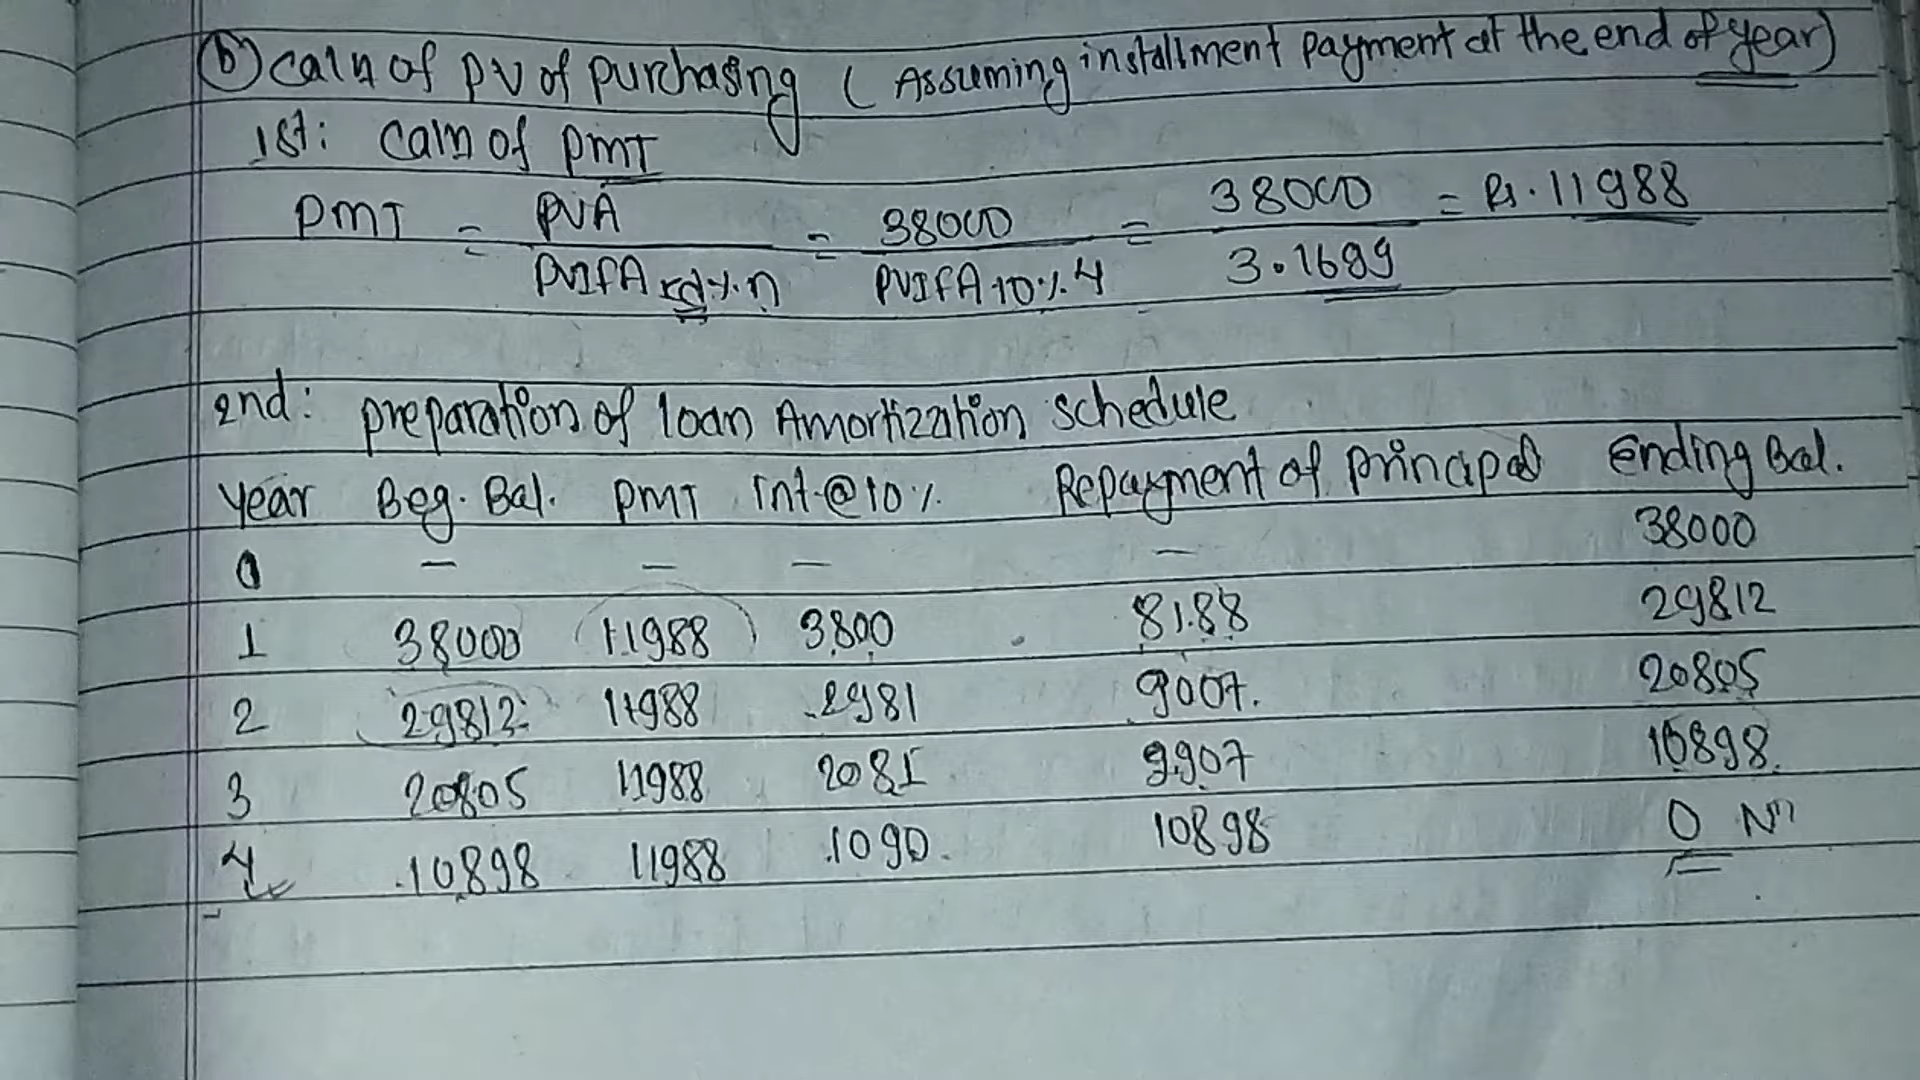 (b) Caln of PV of purchasing (Assuming installment payment at the end of year)
1st: Caln of PMT
PMT = PVA / PVIFA rd%.n = 38000 / PVIFA 10%.4 = 38000 / 3.1699 = Rs. 11988
2nd: preparation of loan Amortization schedule
Year Beg. Bal. PMT Int@10% Repayment of principal Ending Bal.
0 — — — — 38000
1 38000 11988 3800 8188 29812
2 29812 11988 2981 9007. 20805
3 20805 11988 2081 9907 10898
4 10898 11988 1090 10898 0